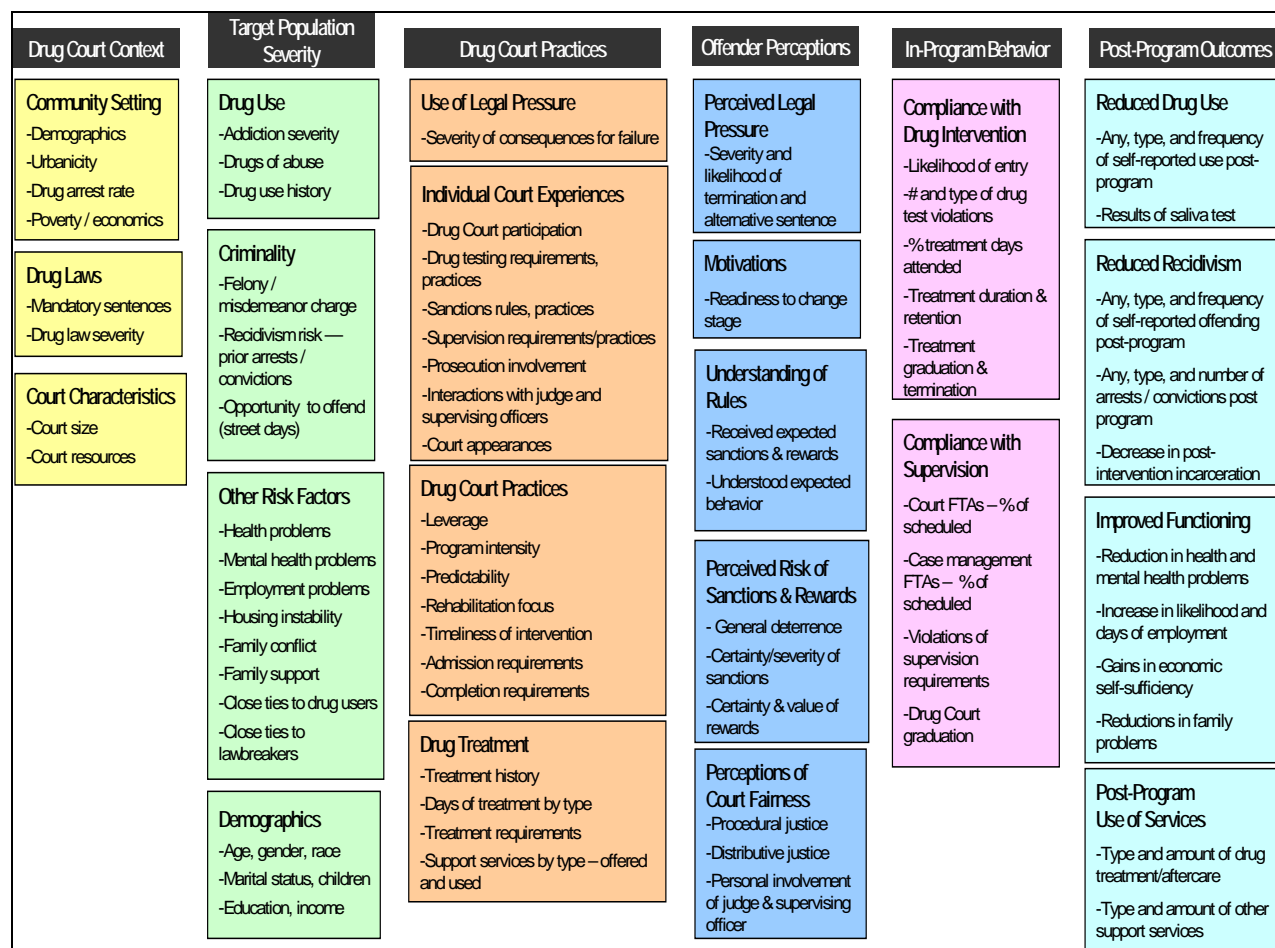 Drug Court Context
Community Setting
-Demographics
-Urbanicity
-Drug arrest rate
-Poverty / economics
Drug Laws
-Mandatory sentences
-Drug law severity
Court Characteristics
-Court size
-Court resources
Target Population
Severity
Drug Use
-Addiction severity
-Drugs of abuse
-Drug use history
Criminality
-Felony /
misdemeanor charge
-Recidivism risk —
prior arrests /
convictions
-Opportunity to offend
(street days)
Other Risk Factors
-Health problems
-Mental health problems
-Employment problems
-Housing instability
-Family conflict
-Family support
-Close ties to drug users
-Close ties to
lawbreakers
Demographics
-Age, gender, race
-Marital status, children
-Education, income
Drug Court Practices
Use of Legal Pressure
-Severity of consequences for failure
Individual Court Experiences
-Drug Court participation
-Drug testing requirements,
practices
-Sanctions rules, practices
-Supervision requirements/practices
-Prosecution involvement
-Interactions with judge and
supervising officers
-Court appearances
Drug Court Practices
-Leverage
-Program intensity
-Predictability
-Rehabilitation focus
-Timeliness of intervention
-Admission requirements
-Completion requirements
Drug Treatment
-Treatment history
-Days of treatment by type
-Treatment requirements
-Support services by type – offered
and used
Offender Perceptions
Perceived Legal
Pressure
-Severity and
likelihood of
termination and
alternative sentence
Motivations
-Readiness to change
stage
Understanding of
Rules
-Received expected
sanctions & rewards
-Understood expected
behavior
Perceived Risk of
Sanctions & Rewards
- General deterrence
-Certainty/severity of
sanctions
-Certainty & value of
rewards
Perceptions of
Court Fairness
-Procedural justice
-Distributive justice
-Personal involvement
of judge & supervising
officer
In-Program Behavior
Compliance with
Drug Intervention
-Likelihood of entry
-# and type of drug
test violations
-% treatment days
attended
-Treatment duration &
retention
-Treatment
graduation &
termination
Compliance with
Supervision
-Court FTAs – % of
scheduled
-Case management
FTAs – % of
scheduled
-Violations of
supervision
requirements
-Drug Court
graduation
Post-Program Outcomes
Reduced Drug Use
-Any, type, and frequency
of self-reported use post-
program
-Results of saliva test
Reduced Recidivism
-Any, type, and frequency
of self-reported offending
post-program
-Any, type, and number of
arrests / convictions post
program
-Decrease in post-
intervention incarceration
Improved Functioning
-Reduction in health and
mental health problems
-Increase in likelihood and
days of employment
-Gains in economic
self-sufficiency
-Reductions in family
problems
Post-Program
Use of Services
-Type and amount of drug
treatment/aftercare
-Type and amount of other
support services